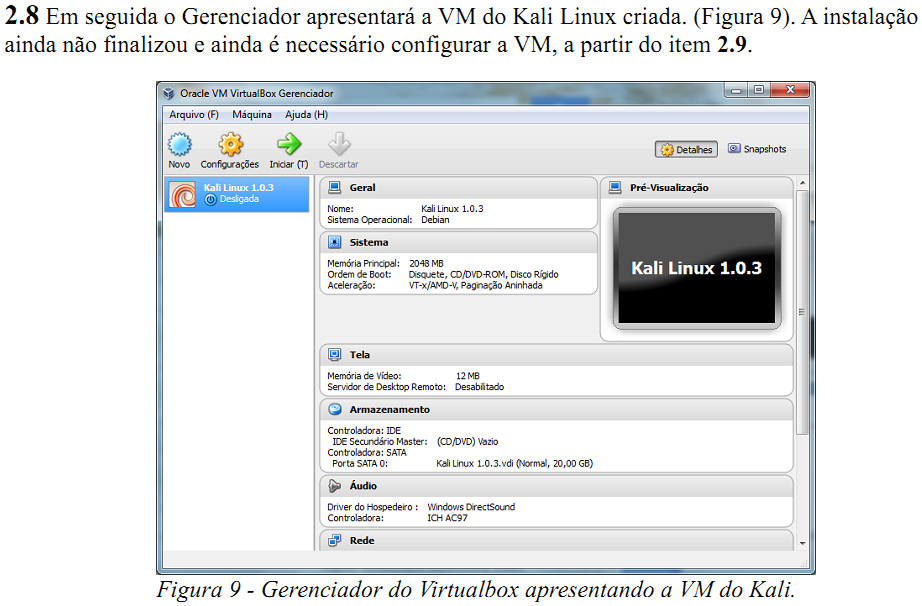 2.8 Em seguida o Gerenciador apresentará a VM do Kali Linux criada. (Figura 9). A instalação
ainda não finalizou e ainda é necessário configurar a VM, a partir do item 2.9.
Oracle VM VirtualBox Gerenciador
Arquivo (F) Máquina Ajuda (H)
Novo Configurações Iniciar (T) Descartar
Detalhes Snapshots
Kali Linux 1.0.3
Desligada
Geral
Nome: Kali Linux 1.0.3
Sistema Operacional: Debian
Sistema
Memória Principal: 2048 MB
Ordem de Boot: Disquete, CD/DVD-ROM, Disco Rígido
Aceleração: VT-x/AMD-V, Paginação Aninhada
Pré-Visualização
Kali Linux 1.0.3
Tela
Memória de Vídeo: 12 MB
Servidor de Desktop Remoto: Desabilitado
Armazenamento
Controladora: IDE
IDE Secundário Master: (CD/DVD) Vazio
Controladora: SATA
Porta SATA 0: Kali Linux 1.0.3.vdi (Normal, 20,00 GB)
Áudio
Driver do Hospedeiro : Windows DirectSound
Controladora: ICH AC97
Rede
Figura 9 - Gerenciador do Virtualbox apresentando a VM do Kali.